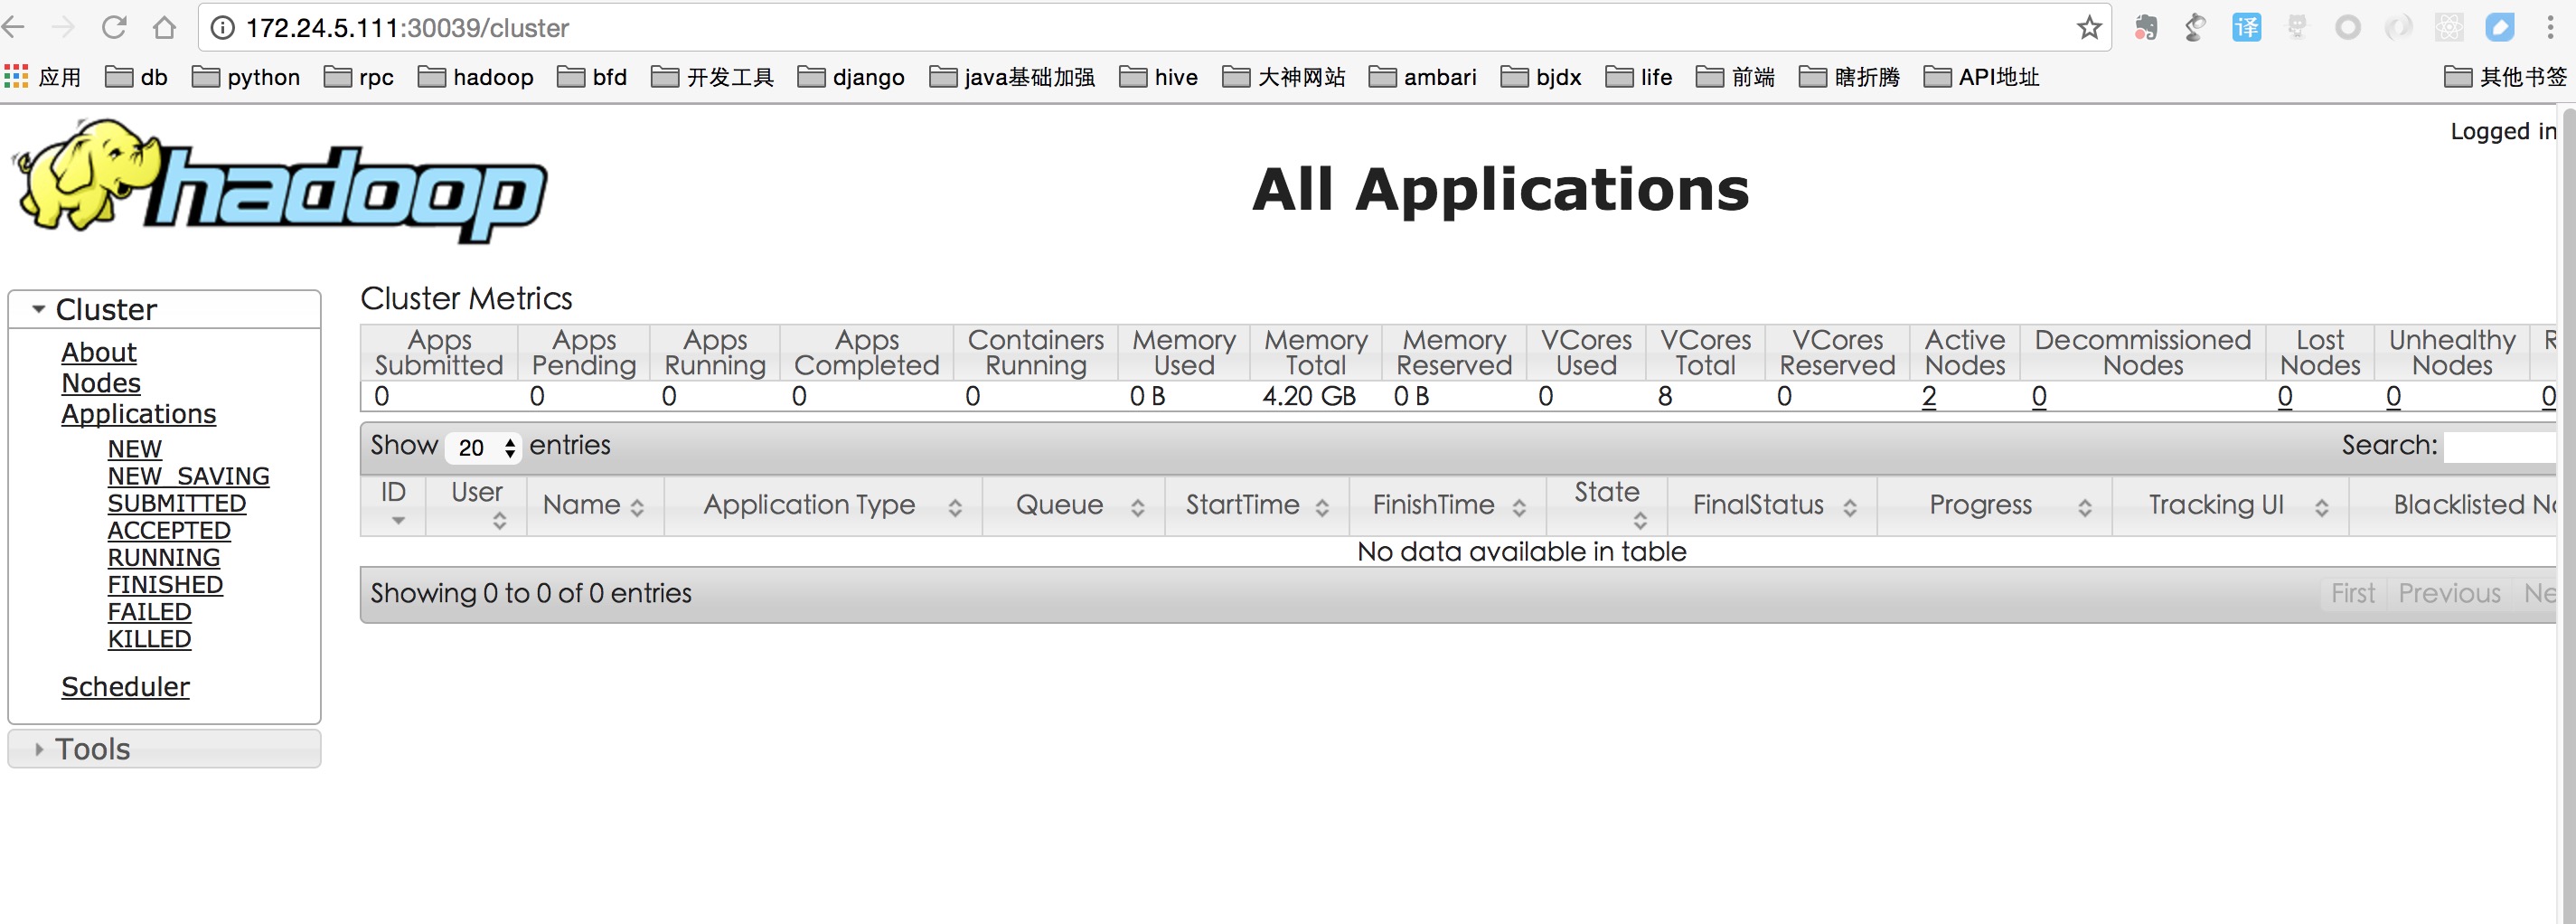 172.24.5.111:30039/cluster
译
应用 db python rpc hadoop bfd 开发工具 django java基础加强 hive 大神网站 ambari bjdx life 前端 瞎折腾 API地址 其他书签
hadoop
Logged in
All Applications
Cluster
About
Nodes
Applications
NEW
NEW_SAVING
SUBMITTED
ACCEPTED
RUNNING
FINISHED
FAILED
KILLED
Scheduler
Tools
Cluster Metrics
Apps Submitted Apps Pending Apps Running Apps Completed Containers Running Memory Used Memory Total Memory Reserved VCores Used VCores Total VCores Reserved Active Nodes Decommissioned Nodes Lost Nodes Unhealthy Nodes R
0 0 0 0 0 0 B 4.20 GB 0 B 0 8 0 2 0 0 0 0
Show 20 entries Search:
ID User Name Application Type Queue StartTime FinishTime State FinalStatus Progress Tracking UI Blacklisted No
No data available in table
Showing 0 to 0 of 0 entries First Previous Ne